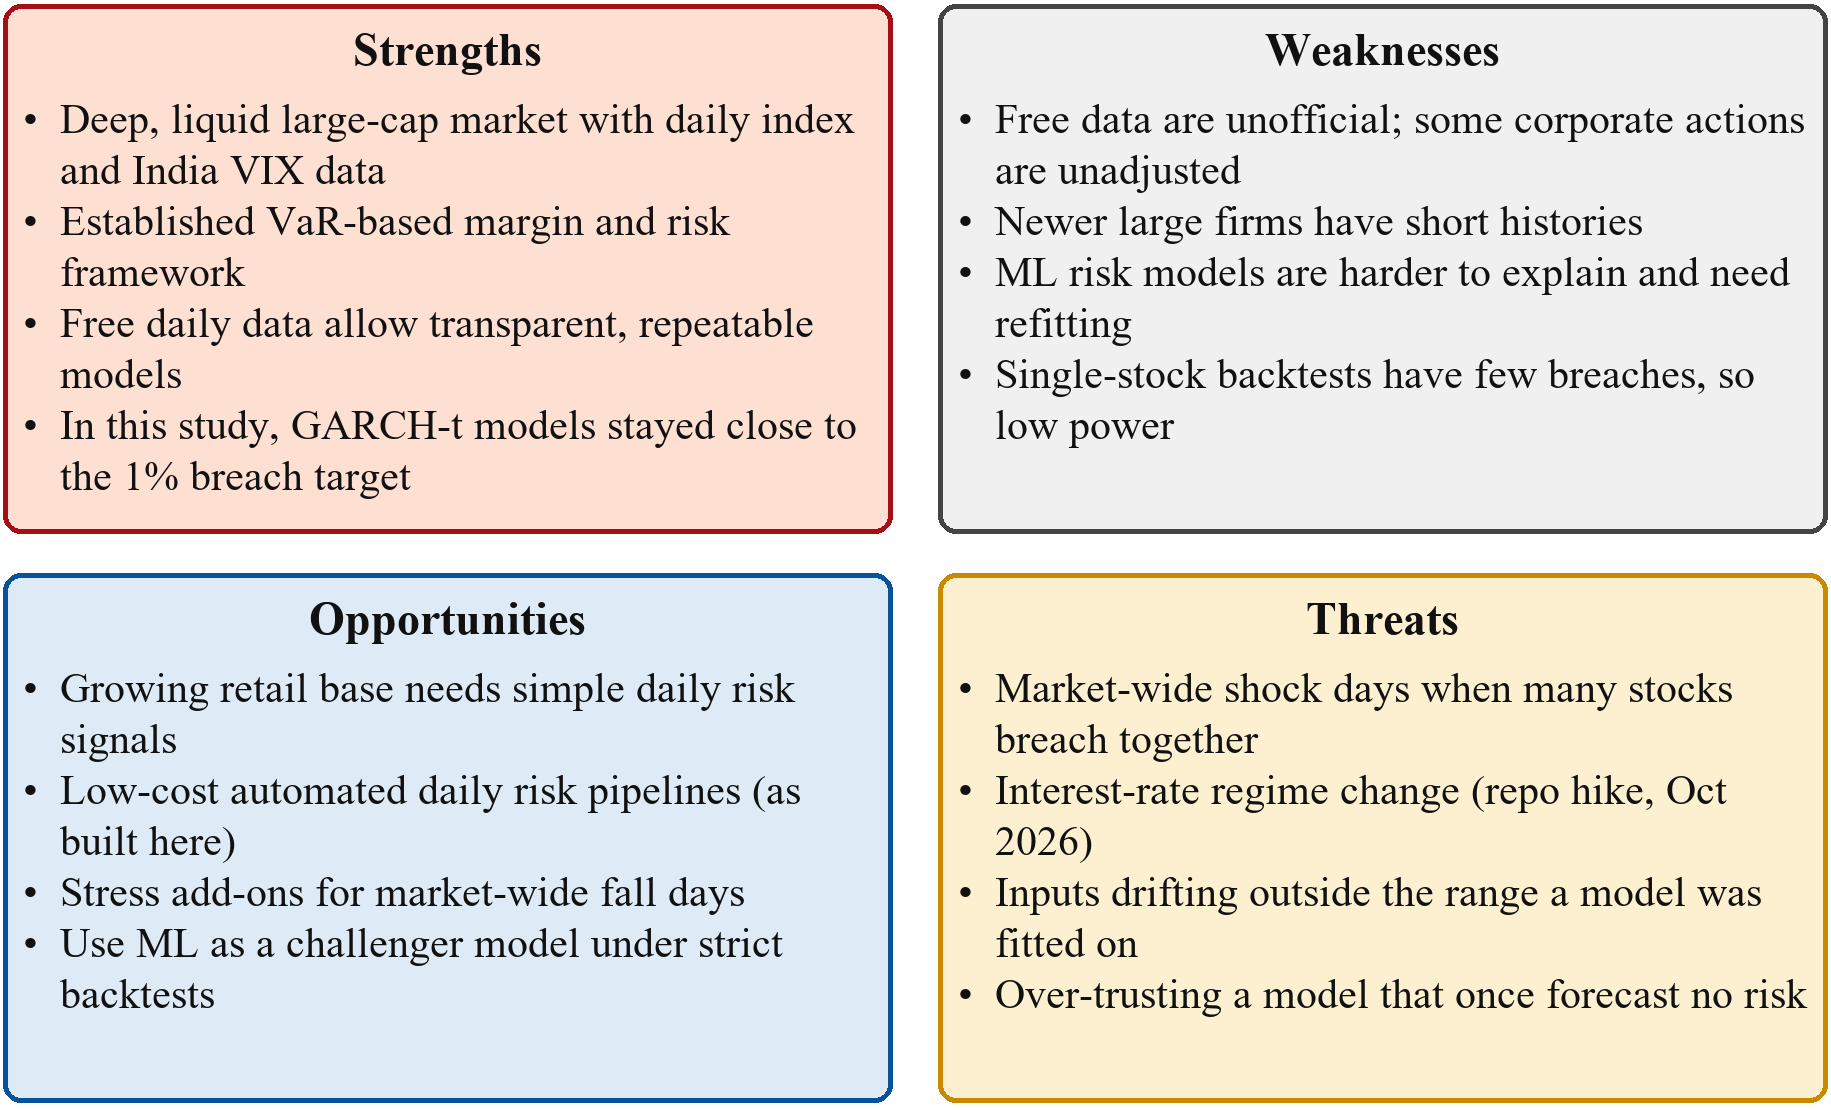 Strengths
• Deep, liquid large-cap market with daily index
and India VIX data
• Established VaR-based margin and risk
framework
• Free daily data allow transparent, repeatable
models
• In this study, GARCH-t models stayed close to
the 1% breach target
Weaknesses
• Free data are unofficial; some corporate actions
are unadjusted
• Newer large firms have short histories
• ML risk models are harder to explain and need
refitting
• Single-stock backtests have few breaches, so
low power
Opportunities
• Growing retail base needs simple daily risk
signals
• Low-cost automated daily risk pipelines (as
built here)
• Stress add-ons for market-wide fall days
• Use ML as a challenger model under strict
backtests
Threats
• Market-wide shock days when many stocks
breach together
• Interest-rate regime change (repo hike, Oct
2026)
• Inputs drifting outside the range a model was
fitted on
• Over-trusting a model that once forecast no risk